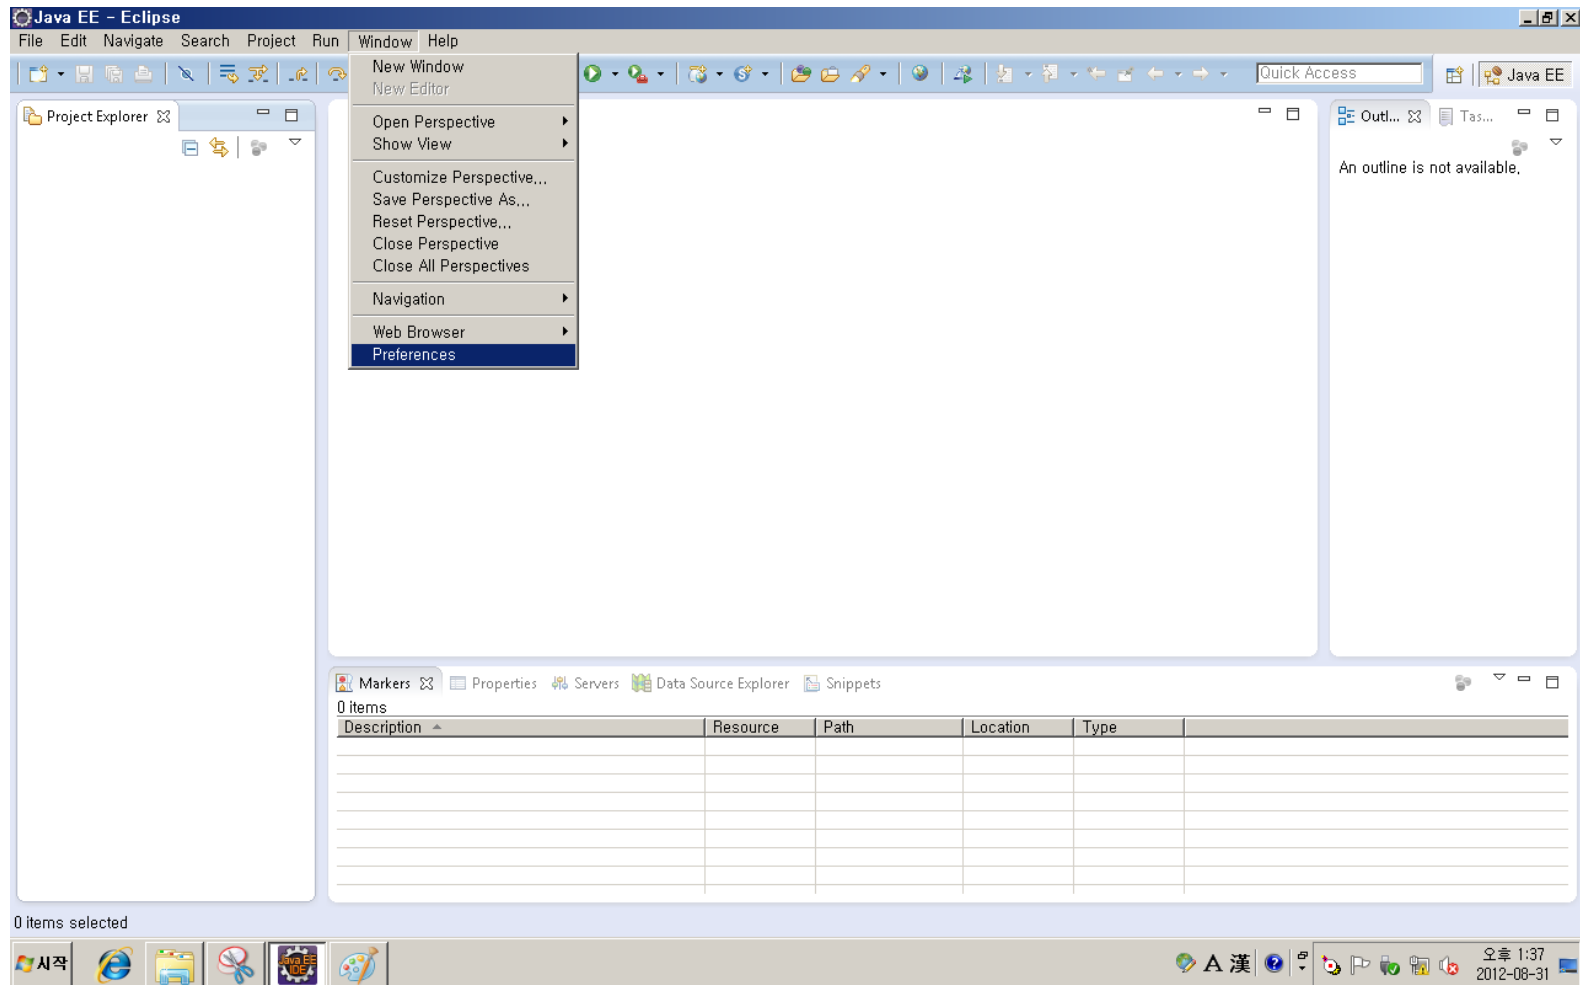 Java EE - Eclipse
File Edit Navigate Search Project Run Window Help
Quick Access
Java EE
New Window
New Editor
Open Perspective
Show View
Customize Perspective...
Save Perspective As...
Reset Perspective...
Close Perspective
Close All Perspectives
Navigation
Web Browser
Preferences
Project Explorer
Outl...
Tas...
An outline is not available.
Markers Properties Servers Data Source Explorer Snippets
0 items
Description Resource Path Location Type
0 items selected
시작
Java EE
IDE
A 漢
오후 1:37
2012-08-31